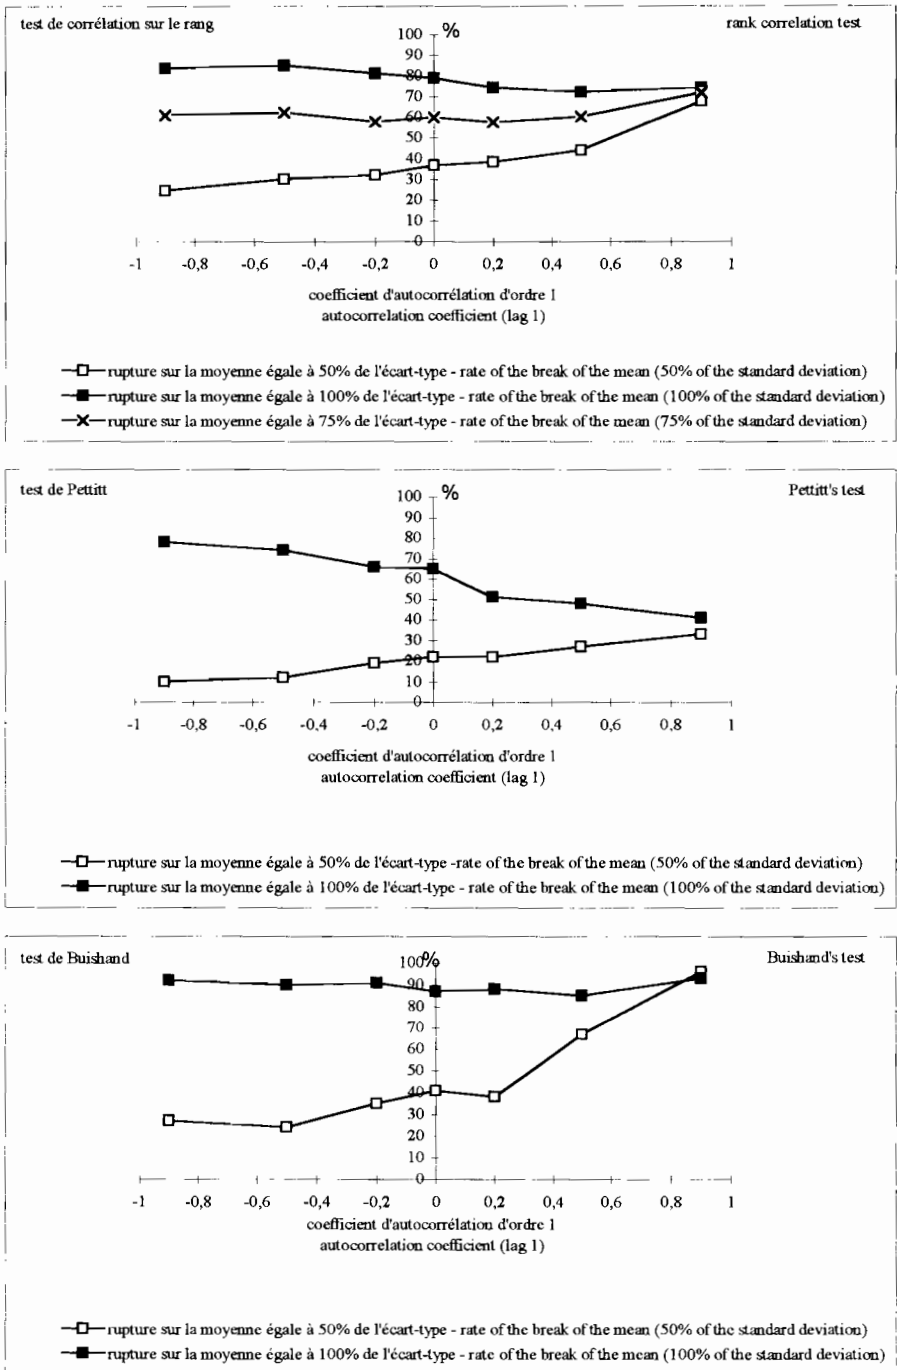 test de corrélation sur le rang
rank correlation test
%
100
90
80
70
60
50
40
30
20
10
0
-1 -0,8 -0,6 -0,4 -0,2 0 0,2 0,4 0,6 0,8 1
coefficient d'autocorrélation d'ordre 1
autocorrelation coefficient (lag 1)
rupture sur la moyenne égale à 50% de l'écart-type - rate of the break of the mean (50% of the standard deviation)
rupture sur la moyenne égale à 100% de l'écart-type - rate of the break of the mean (100% of the standard deviation)
rupture sur la moyenne égale à 75% de l'écart-type - rate of the break of the mean (75% of the standard deviation)
test de Pettitt
Pettitt's test
%
100
90
80
70
60
50
40
30
20
10
0
-1 -0,8 -0,6 -0,4 -0,2 0 0,2 0,4 0,6 0,8 1
coefficient d'autocorrélation d'ordre 1
autocorrelation coefficient (lag 1)
rupture sur la moyenne égale à 50% de l'écart-type -rate of the break of the mean (50% of the standard deviation)
rupture sur la moyenne égale à 100% de l'écart-type - rate of the break of the mean (100% of the standard deviation)
test de Buishand
Buishand's test
%
100
90
80
70
60
50
40
30
20
10
0
-1 -0,8 -0,6 -0,4 -0,2 0 0,2 0,4 0,6 0,8 1
coefficient d'autocorrélation d'ordre 1
autocorrelation coefficient (lag 1)
rupture sur la moyenne égale à 50% de l'écart-type - rate of the break of the mean (50% of the standard deviation)
rupture sur la moyenne égale à 100% de l'écart-type - rate of the break of the mean (100% of the standard deviation)